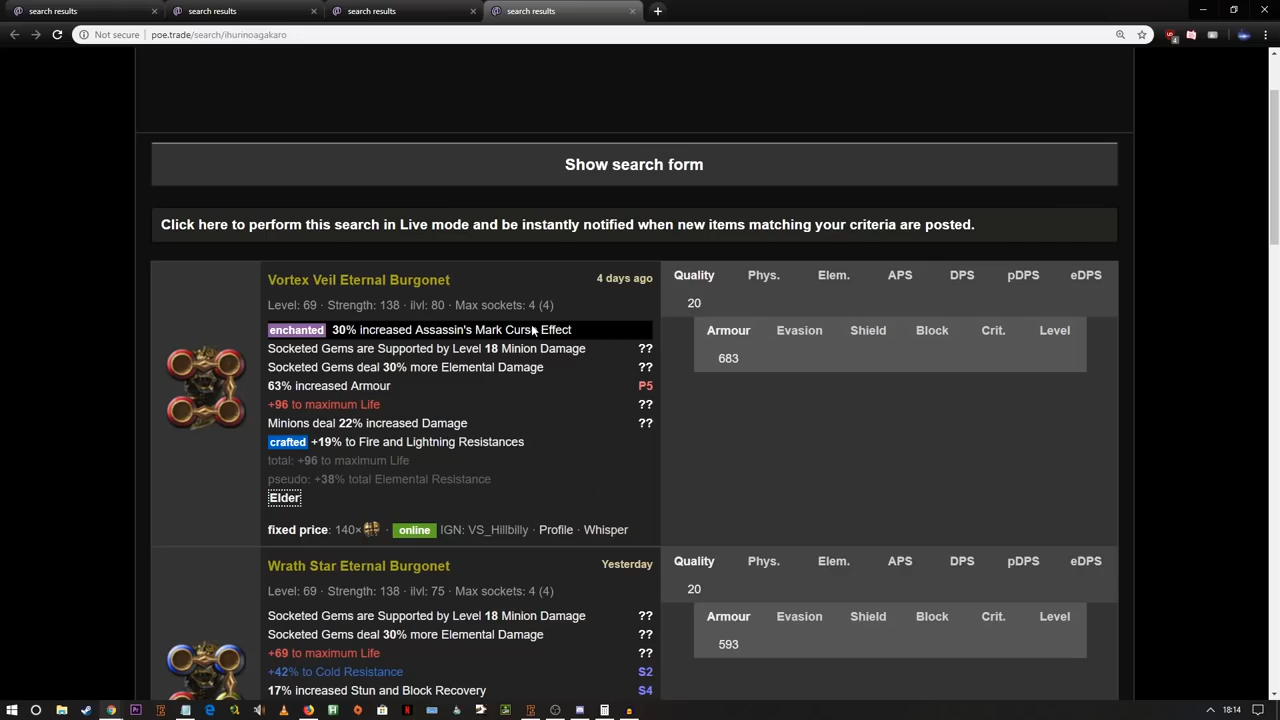 search results
search results
search results
search results
Not secure | poe.trade/search/ihurinoagakaro
Show search form
Click here to perform this search in Live mode and be instantly notified when new items matching your criteria are posted.
Vortex Veil Eternal Burgonet 4 days ago
Level: 69 · Strength: 138 · ilvl: 80 · Max sockets: 4 (4)
enchanted 30% increased Assassin's Mark Curse Effect
Socketed Gems are Supported by Level 18 Minion Damage ??
Socketed Gems deal 30% more Elemental Damage ??
63% increased Armour P5
+96 to maximum Life ??
Minions deal 22% increased Damage ??
crafted +19% to Fire and Lightning Resistances
total: +96 to maximum Life
pseudo: +38% total Elemental Resistance
Elder
fixed price: 140× · online IGN: VS_Hillbilly · Profile · Whisper
Quality Phys. Elem. APS DPS pDPS eDPS
20
Armour Evasion Shield Block Crit. Level
683
Wrath Star Eternal Burgonet Yesterday
Level: 69 · Strength: 138 · ilvl: 75 · Max sockets: 4 (4)
Socketed Gems are Supported by Level 18 Minion Damage ??
Socketed Gems deal 30% more Elemental Damage ??
+69 to maximum Life ??
+42% to Cold Resistance S2
17% increased Stun and Block Recovery S4
Quality Phys. Elem. APS DPS pDPS eDPS
20
Armour Evasion Shield Block Crit. Level
593
18:14